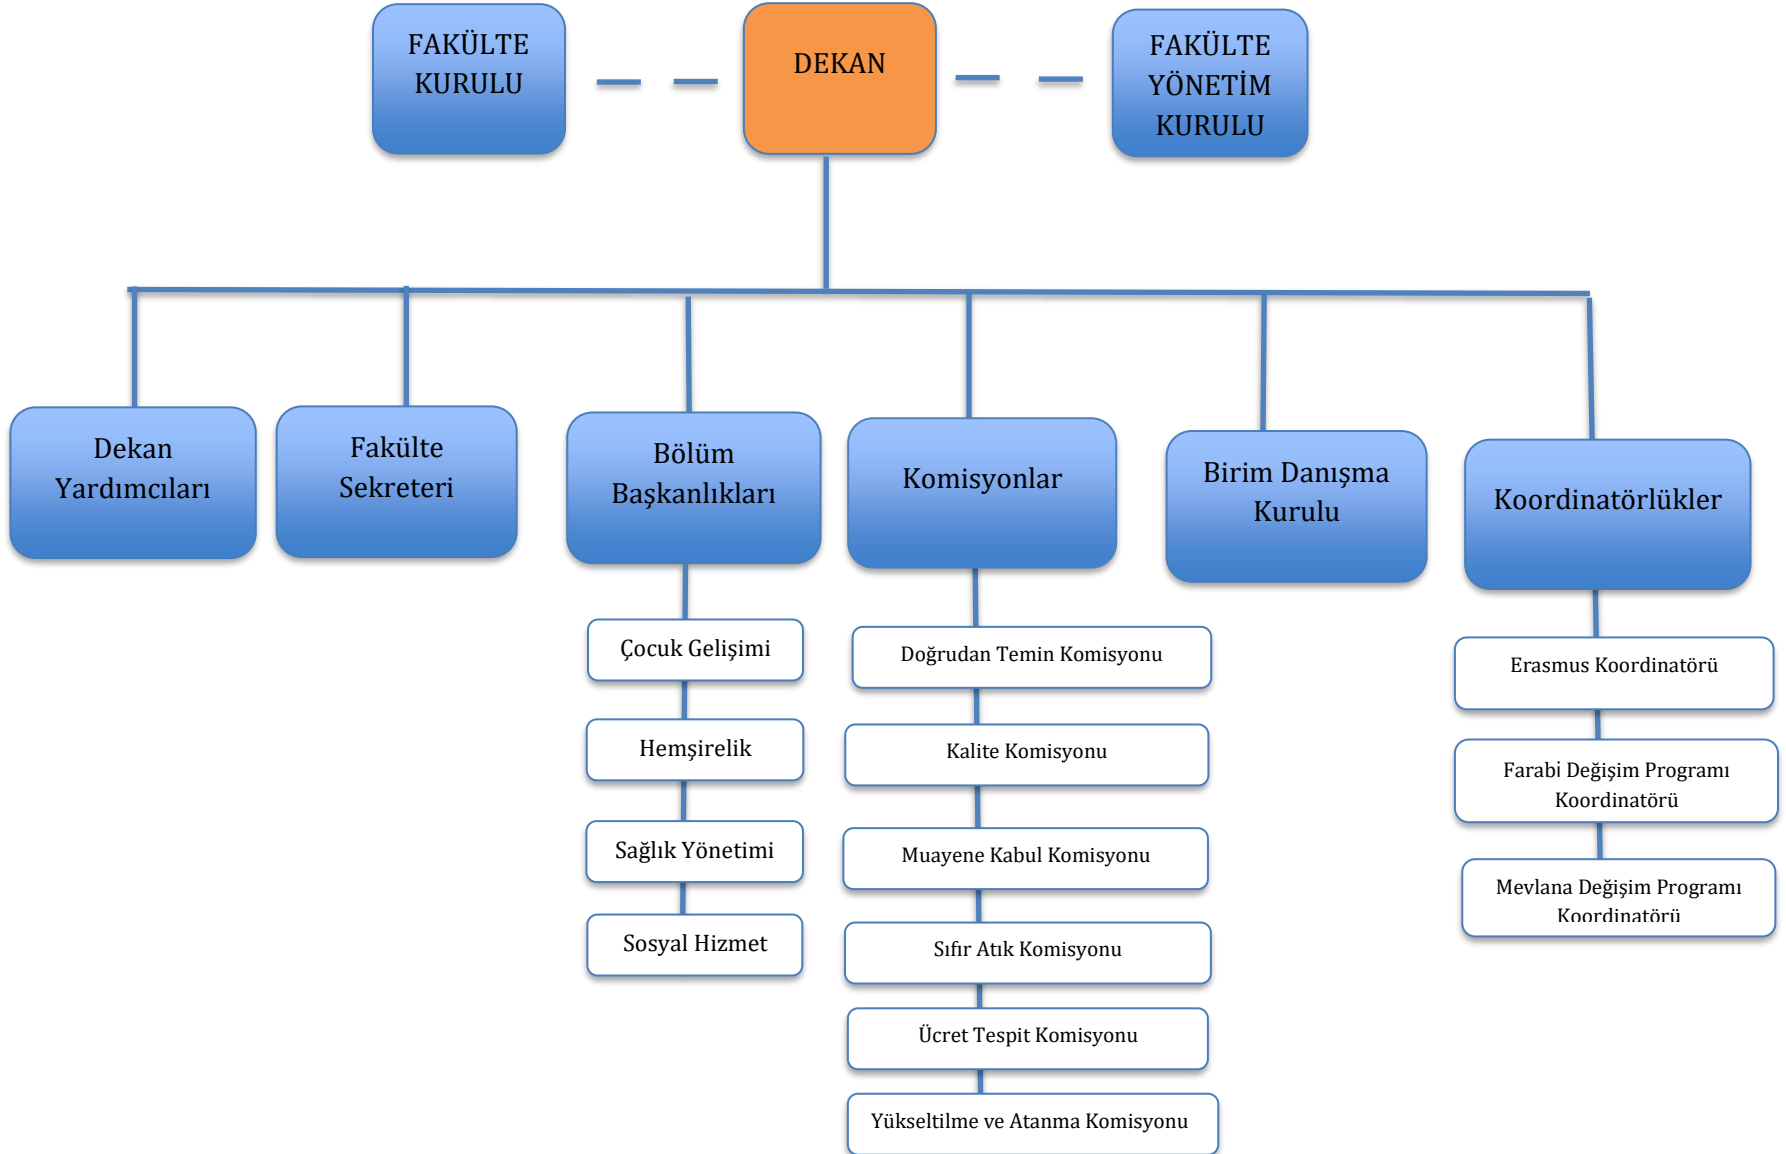 FAKÜLTE
KURULU
DEKAN
FAKÜLTE
YÖNETİM
KURULU
Dekan
Yardımcıları
Fakülte
Sekreteri
Bölüm
Başkanlıkları
Komisyonlar
Birim Danışma
Kurulu
Koordinatörlükler
Çocuk Gelişimi
Hemşirelik
Sağlık Yönetimi
Sosyal Hizmet
Doğrudan Temin Komisyonu
Kalite Komisyonu
Muayene Kabul Komisyonu
Sıfır Atık Komisyonu
Ücret Tespit Komisyonu
Yükseltilme ve Atanma Komisyonu
Erasmus Koordinatörü
Farabi Değişim Programı
Koordinatörü
Mevlana Değişim Programı
Koordinatörü